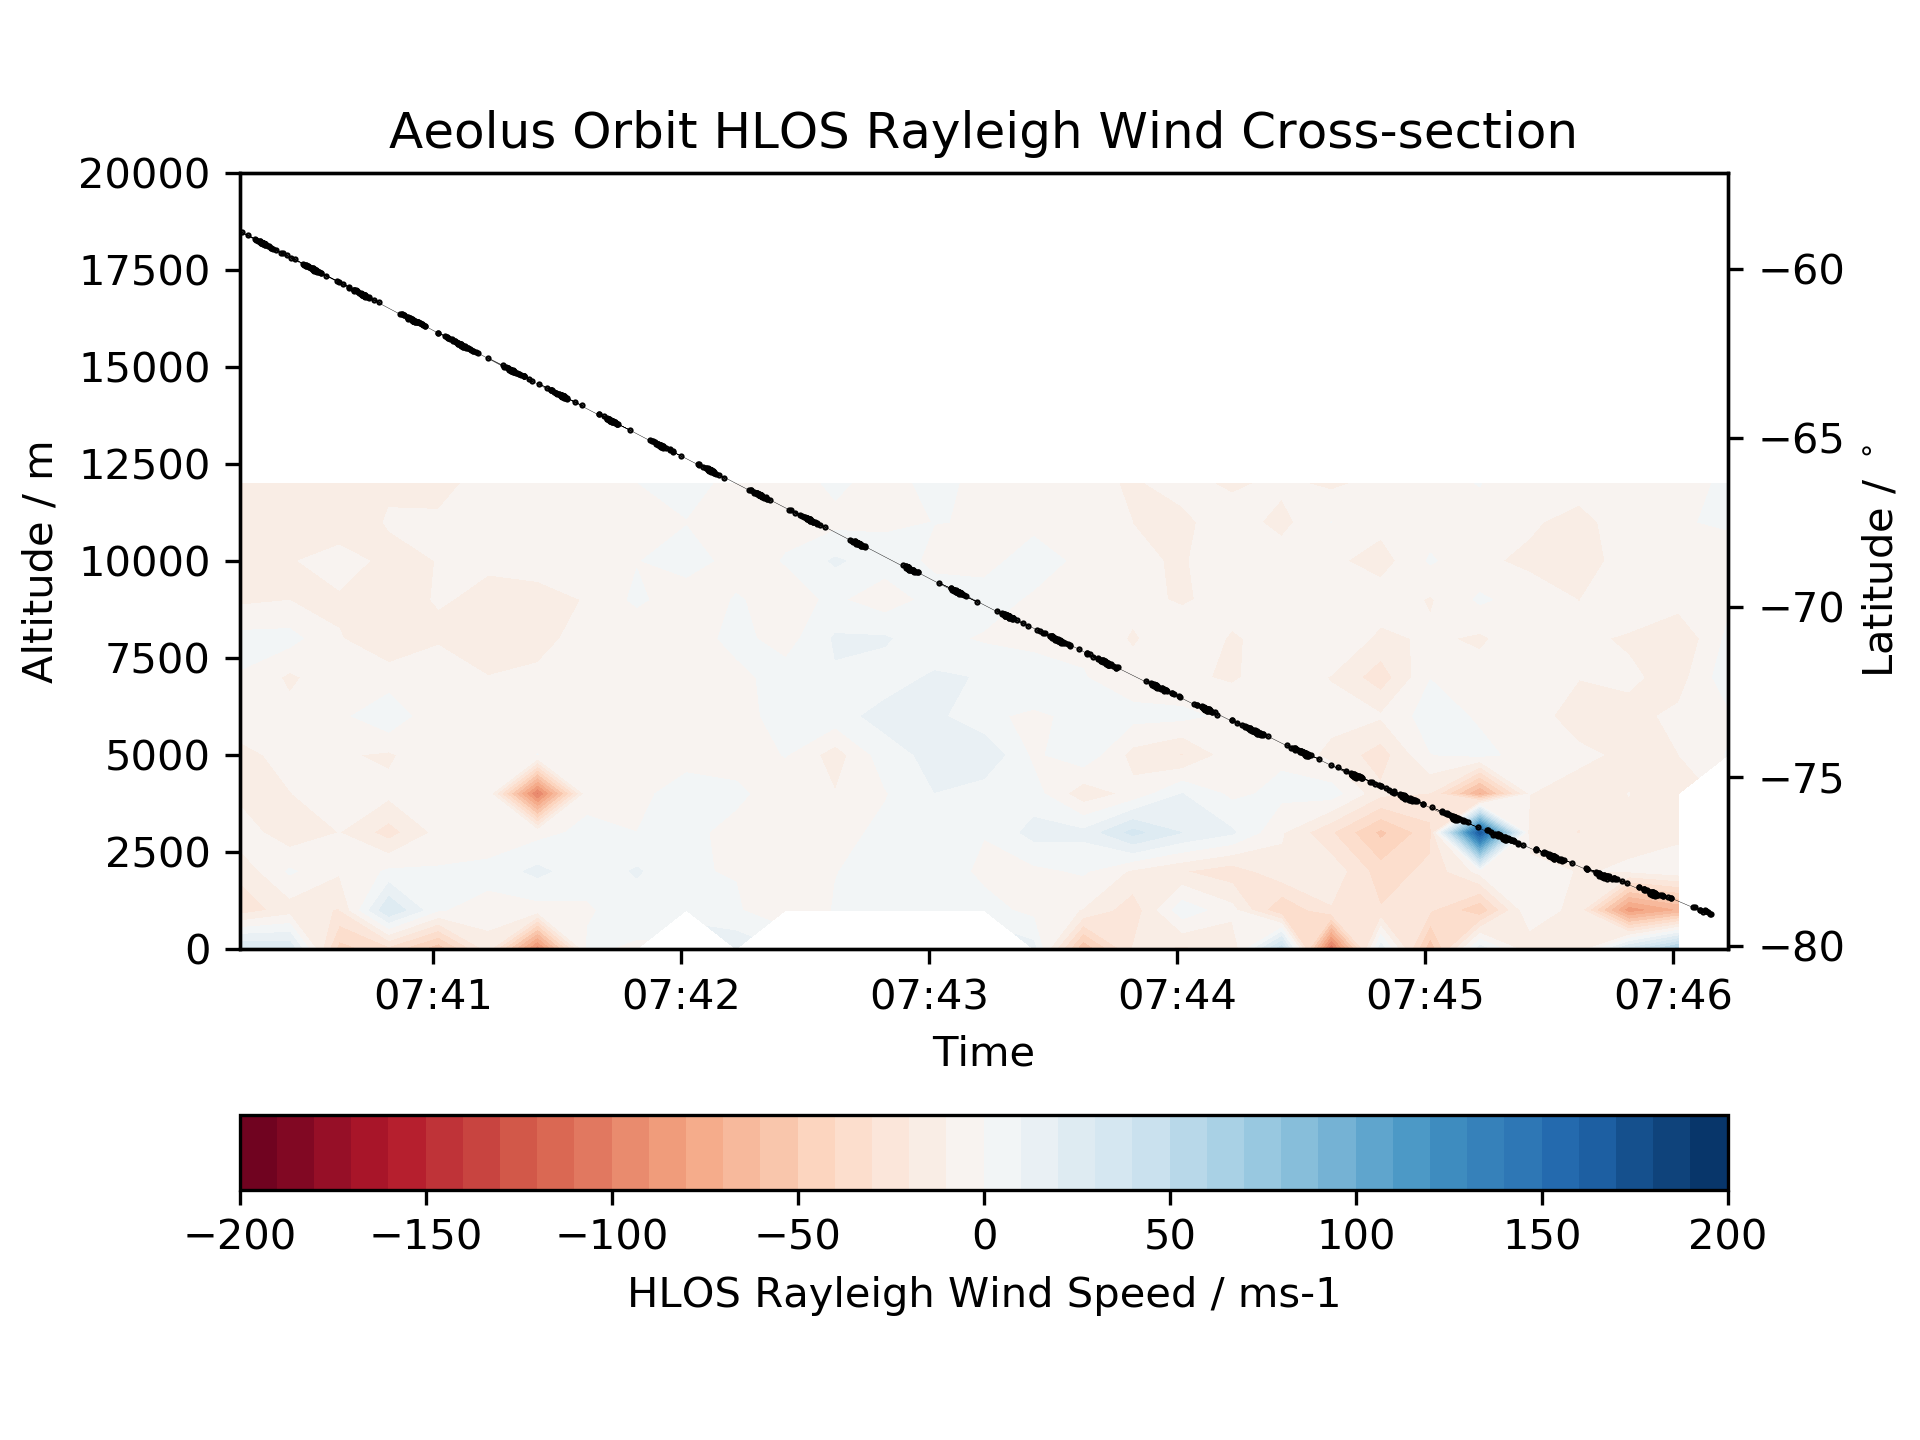 Aeolus Orbit HLOS Rayleigh Wind Cross-section
20000
17500
15000
12500
10000
7500
5000
2500
0
Altitude / m
−60
−65
−70
−75
−80
Latitude / °
07:41 07:42 07:43 07:44 07:45 07:46
Time
−200 −150 −100 −50 0 50 100 150 200
HLOS Rayleigh Wind Speed / ms-1